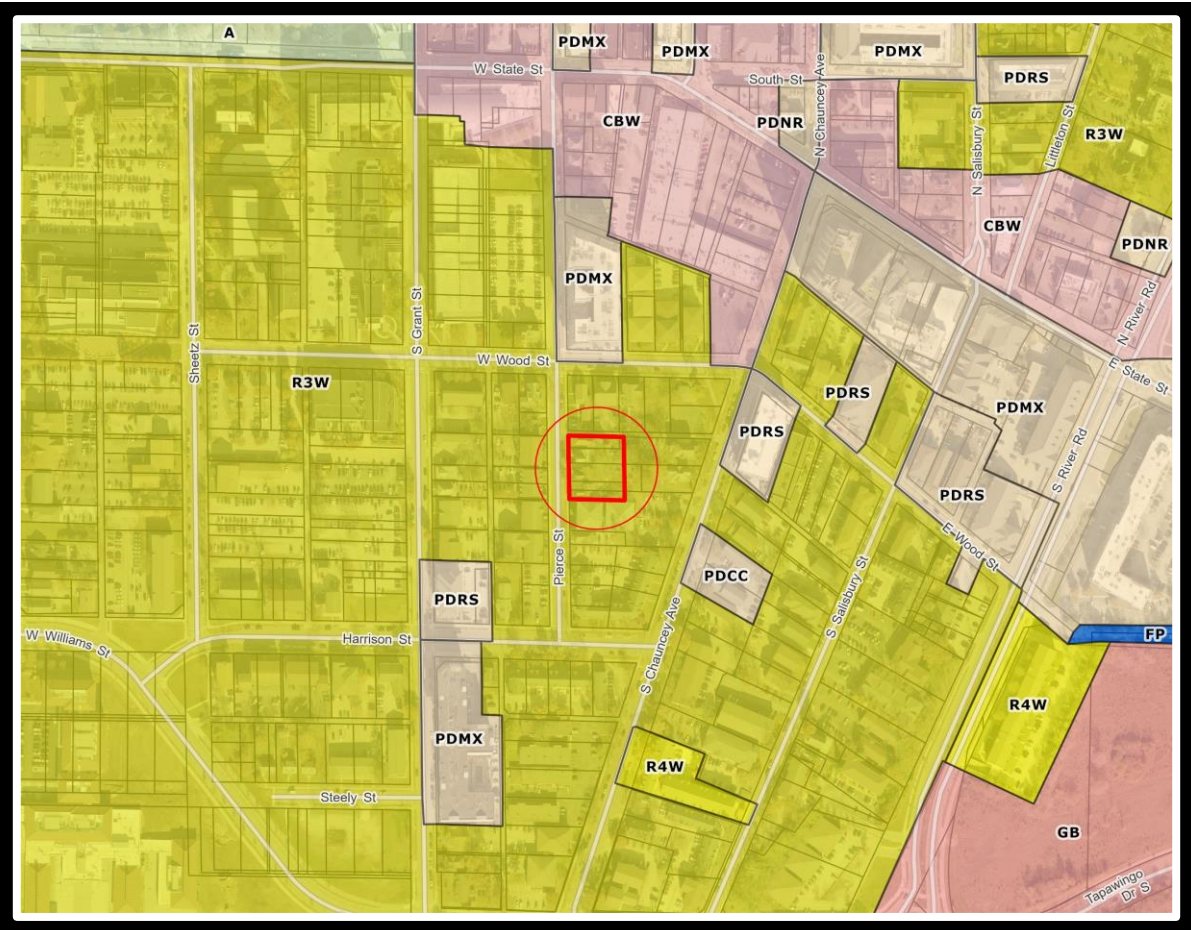 A
PDMX
PDMX
PDMX
W State St
South St
N Chauncey Ave
PDRS
CBW
PDNR
N Salisbury St
Littleton St
R3W
CBW
PDNR
PDMX
S Grant St
Sheetz St
N River Rd
W Wood St
E State St
R3W
PDRS
PDMX
PDRS
S River Rd
PDRS
E Wood St
Pierce St
PDCC
S Salisbury St
PDRS
S Chauncey Ave
W Williams St
Harrison St
FP
R4W
PDMX
R4W
Steely St
GB
Tapawingo
Dr S